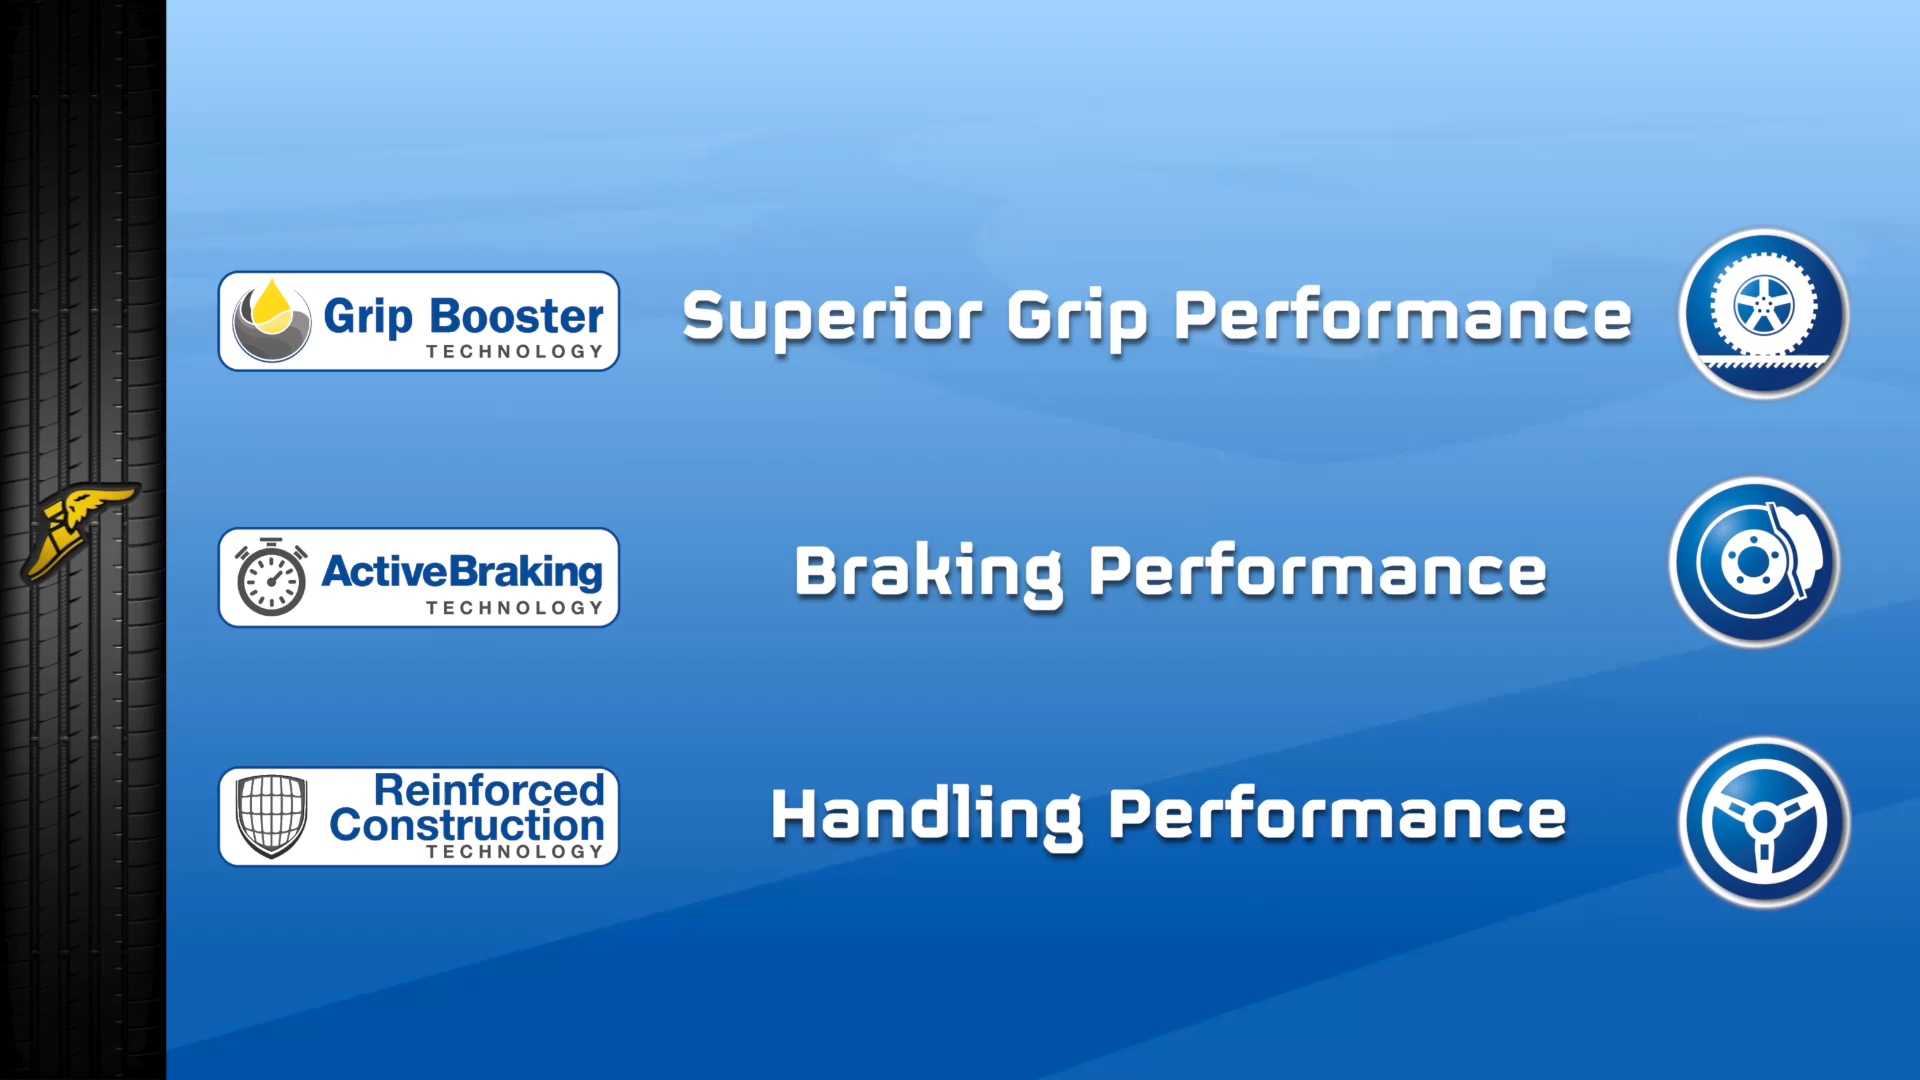 Grip Booster
TECHNOLOGY
Superior Grip Performance
ActiveBraking
TECHNOLOGY
Braking Performance
Reinforced
Construction
TECHNOLOGY
Handling Performance